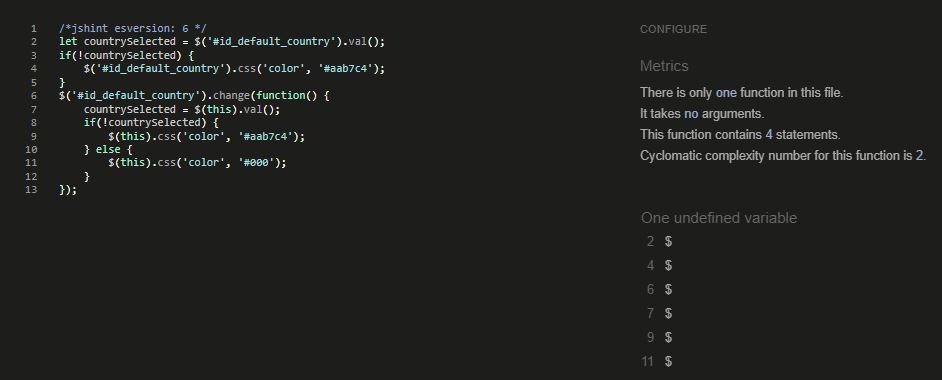 1 /*jshint esversion: 6 */
2 let countrySelected = $('#id_default_country').val();
3 if(!countrySelected) {
4 $('#id_default_country').css('color', '#aab7c4');
5 }
6 $('#id_default_country').change(function() {
7 countrySelected = $(this).val();
8 if(!countrySelected) {
9 $(this).css('color', '#aab7c4');
10 } else {
11 $(this).css('color', '#000');
12 }
13 });
CONFIGURE
Metrics
There is only one function in this file.
It takes no arguments.
This function contains 4 statements.
Cyclomatic complexity number for this function is 2.
One undefined variable
2 $
4 $
6 $
7 $
9 $
11 $